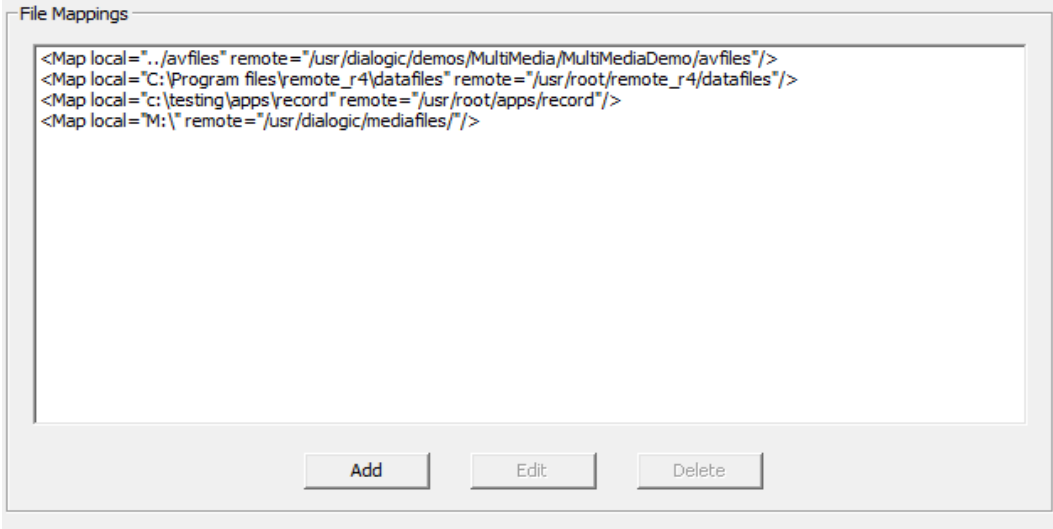 File Mappings
<Map local="../avfiles" remote="/usr/dialogic/demos/MultiMedia/MultiMediaDemo/avfiles"/>
<Map local="C:\Program files\remote_r4\datafiles" remote="/usr/root/remote_r4/datafiles"/>
<Map local="c:\testing\apps\record" remote="/usr/root/apps/record"/>
<Map local="M:\" remote="/usr/dialogic/mediafiles/"/>
Add Edit Delete